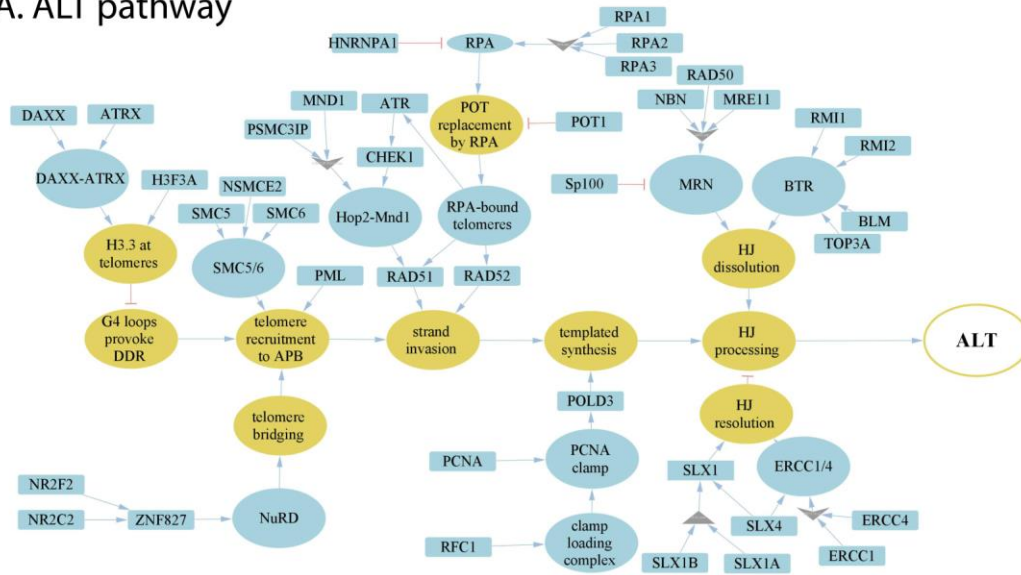 A. ALT pathway
RPA1
HNRNPA1
RPA
RPA2
RPA3
RAD50
MND1
ATR
NBN
MRE11
DAXX
ATRX
POT
replacement
by RPA
POT1
RMI1
PSMC3IP
CHEK1
RMI2
DAXX-ATRX
H3F3A
NSMCE2
Sp100
MRN
BTR
SMC5
SMC6
Hop2-Mnd1
RPA-bound
telomeres
BLM
TOP3A
H3.3 at
telomeres
SMC5/6
PML
RAD51
RAD52
HJ
dissolution
G4 loops
provoke
DDR
telomere
recruitment
to APB
strand
invasion
templated
synthesis
HJ
processing
ALT
POLD3
HJ
resolution
telomere
bridging
PCNA
PCNA
clamp
SLX1
ERCC1/4
NR2F2
NR2C2
ZNF827
NuRD
SLX4
ERCC4
RFC1
clamp
loading
complex
SLX1B
SLX1A
ERCC1